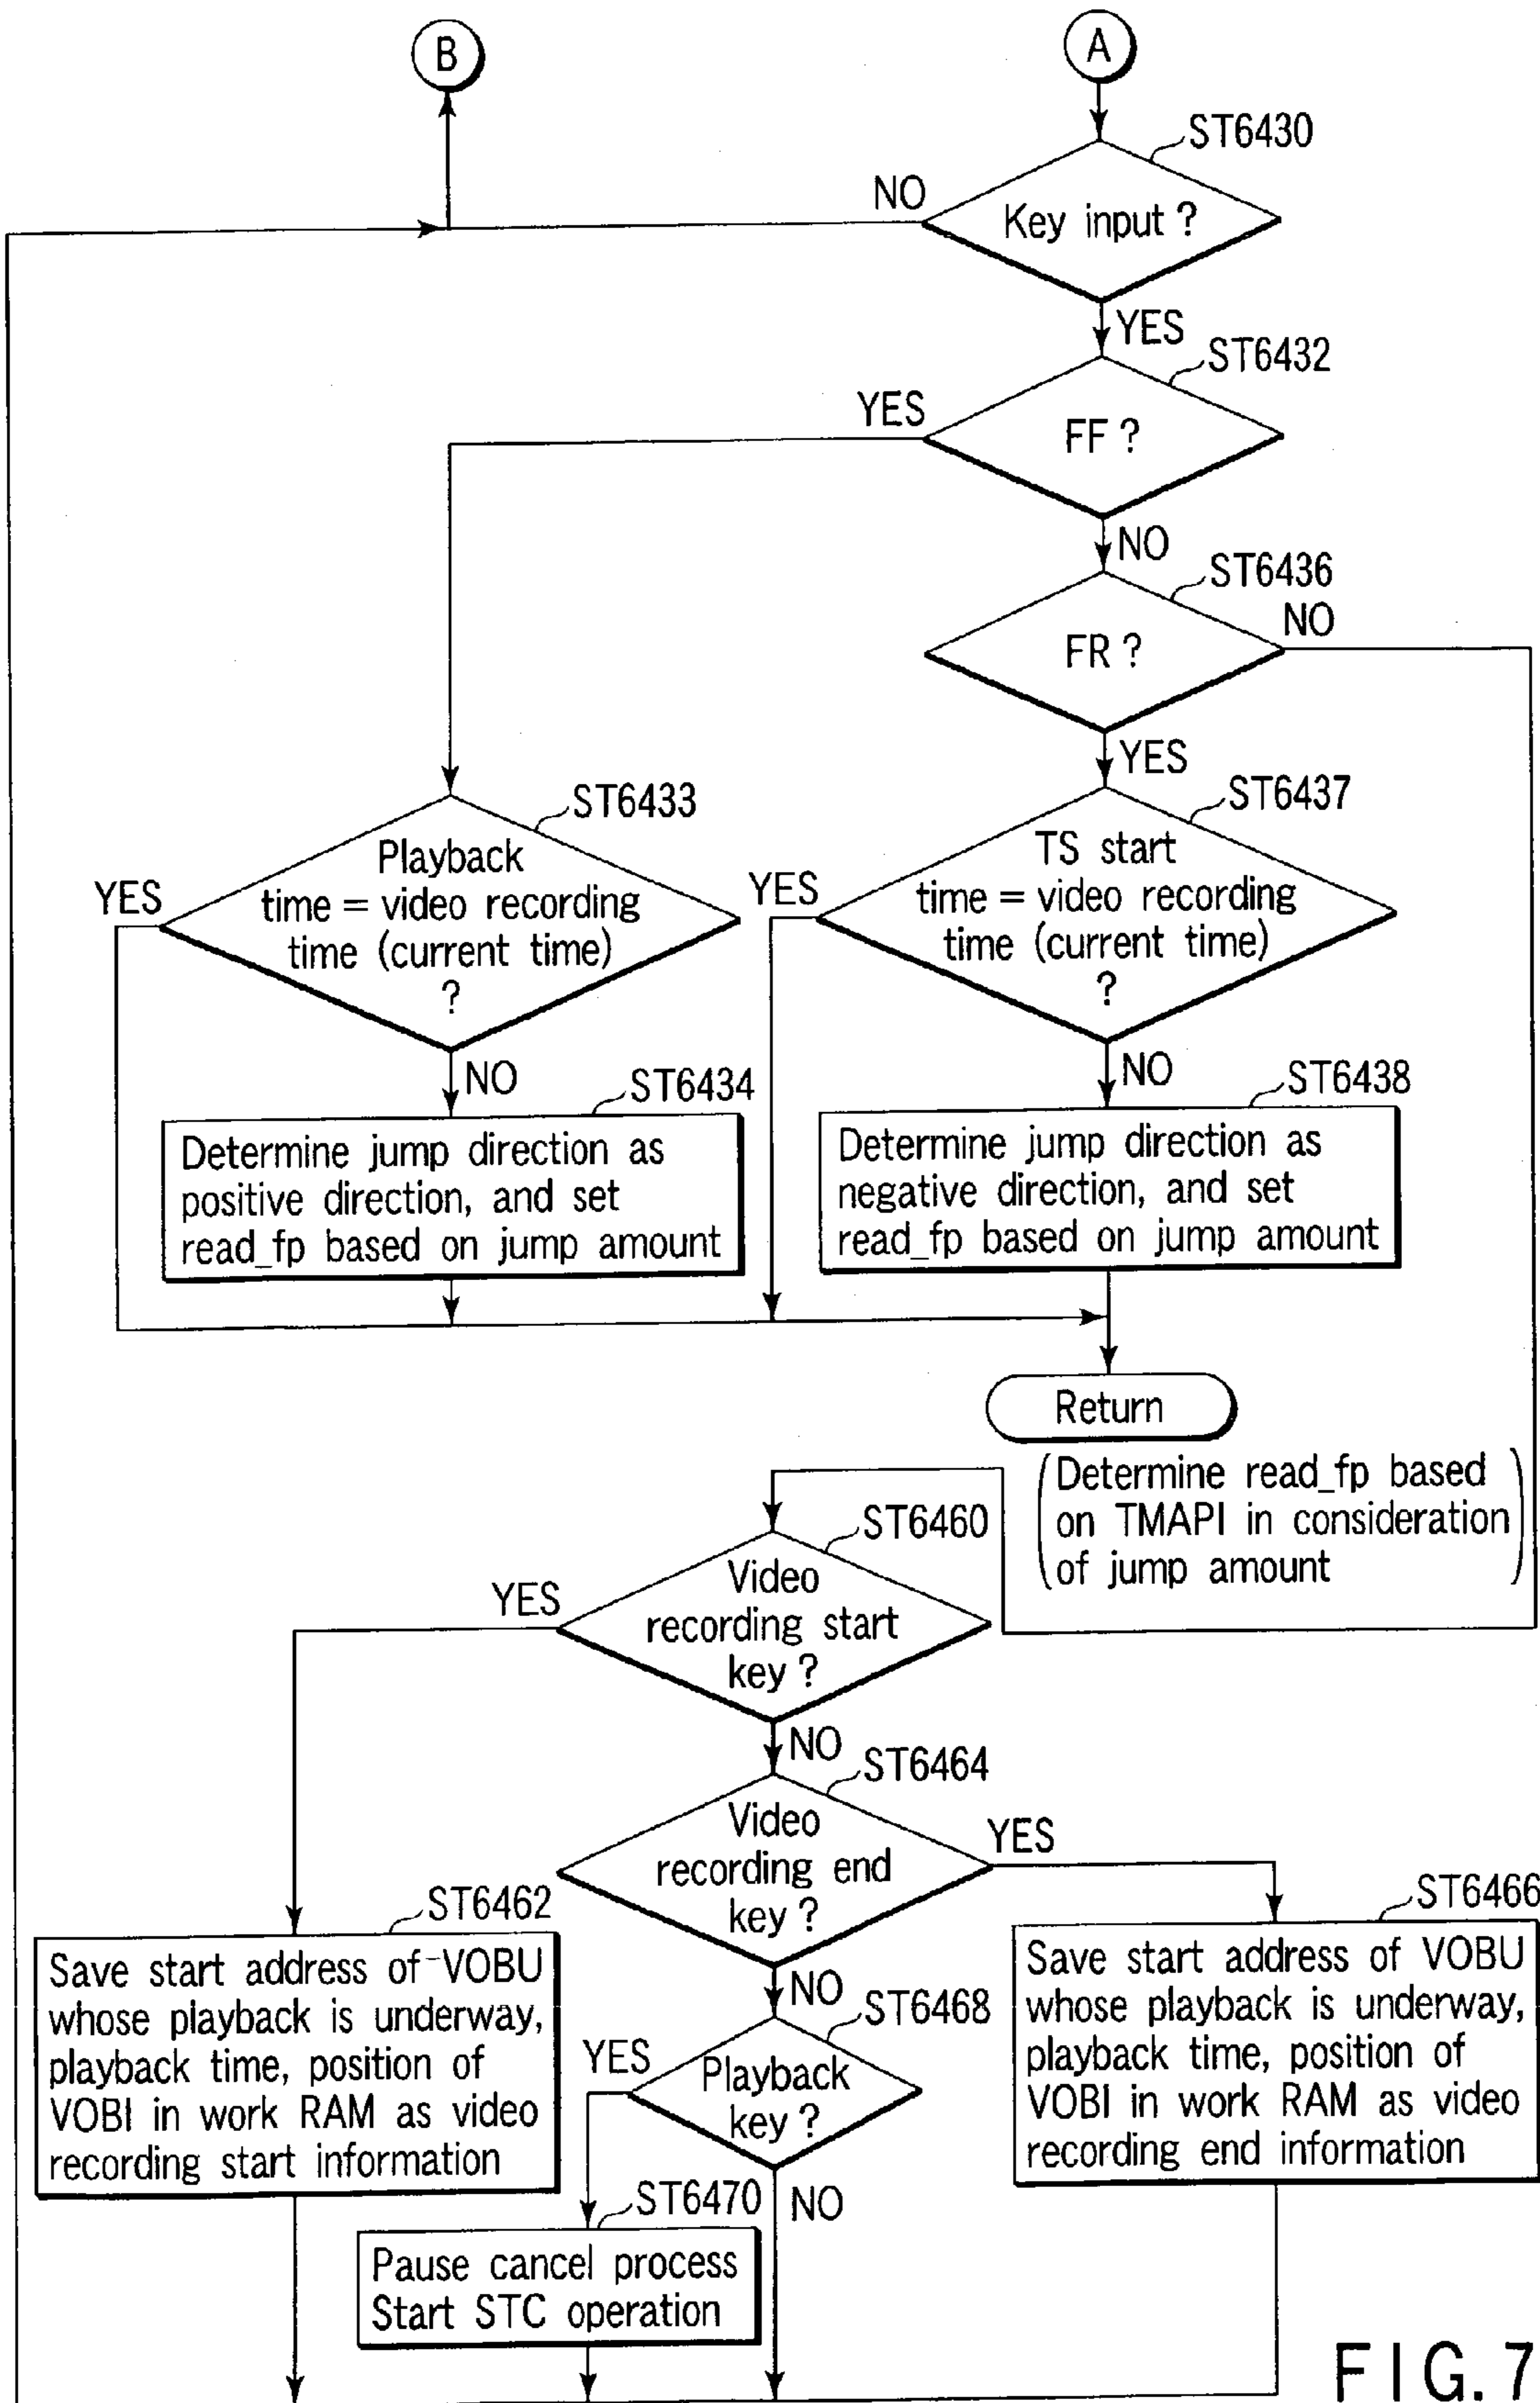 B
A
ST6430
NO
Key input ?
YES
ST6432
YES
FF ?
NO
ST6436
NO
FR ?
YES
ST6433
Playback
time = video recording
time (current time)
?
YES
ST6437
TS start
time = video recording
time (current time)
?
YES
NO
ST6434
Determine jump direction as
positive direction, and set
read_fp based on jump amount
NO
ST6438
Determine jump direction as
negative direction, and set
read_fp based on jump amount
Return
(Determine read_fp based
on TMAPI in consideration
of jump amount)
ST6460
Video
recording start
key ?
YES
NO
ST6464
Video
recording end
key ?
YES
ST6462
Save start address of VOBU
whose playback is underway,
playback time, position of
VOBI in work RAM as video
recording start information
ST6466
Save start address of VOBU
whose playback is underway,
playback time, position of
VOBI in work RAM as video
recording end information
NO
ST6468
YES
Playback
key ?
ST6470
NO
Pause cancel process
Start STC operation
FIG. 7